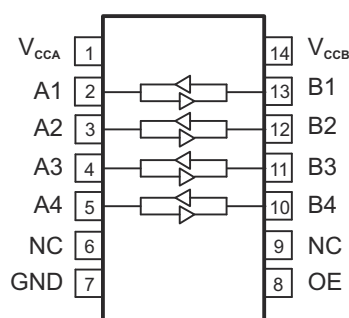 VCCA 1 14 VCCB
A1 2 13 B1
A2 3 12 B2
A3 4 11 B3
A4 5 10 B4
NC 6 9 NC
GND 7 8 OE